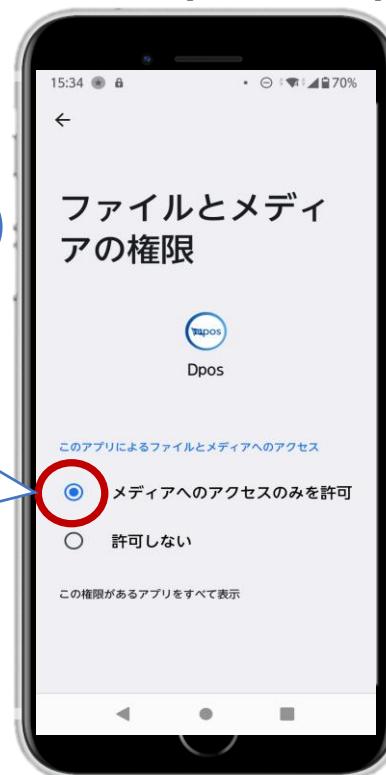 15:34
70%
ファイルとメディ
アの権限
Dpos
Dpos
このアプリによるファイルとメディアへのアクセス
メディアへのアクセスのみを許可
許可しない
この権限があるアプリをすべて表示